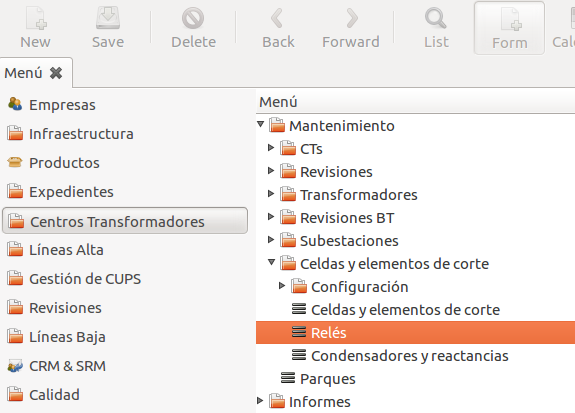 New Save Delete Back Forward List Form Cale
Menú
Empresas
Infraestructura
Productos
Expedientes
Centros Transformadores
Líneas Alta
Gestión de CUPS
Revisiones
Líneas Baja
CRM & SRM
Calidad
Menú
Mantenimiento
CTs
Revisiones
Transformadores
Revisiones BT
Subestaciones
Celdas y elementos de corte
Configuración
Celdas y elementos de corte
Relés
Condensadores y reactancias
Parques
Informes